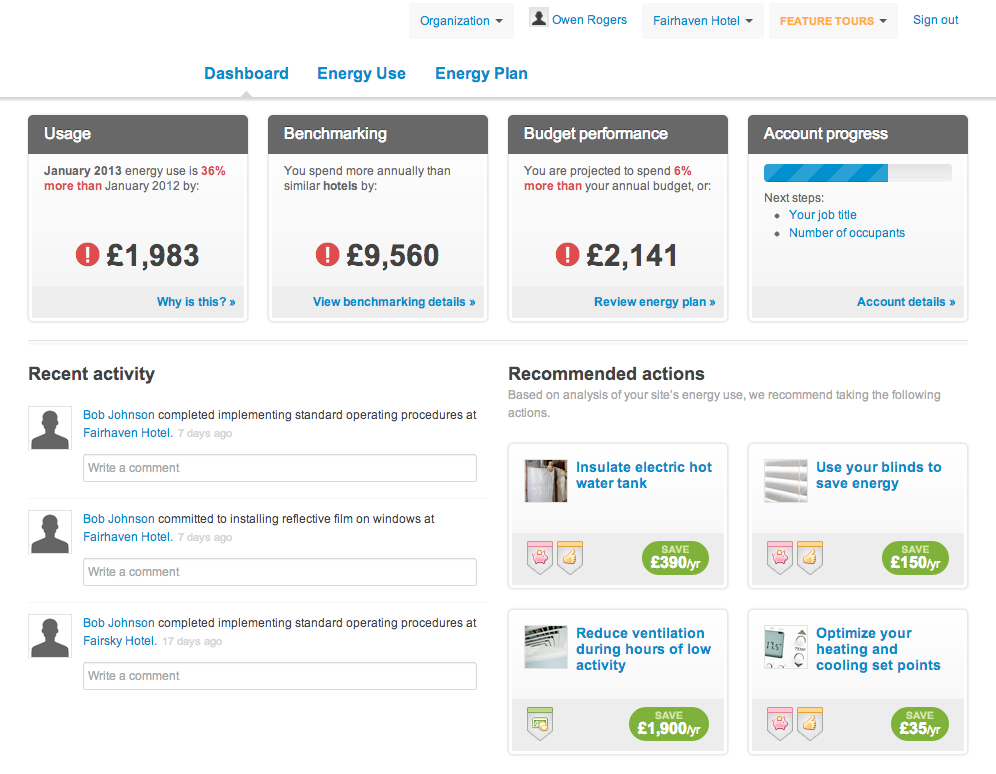 Organization
Owen Rogers
Fairhaven Hotel
FEATURE TOURS
Sign out
Dashboard
Energy Use
Energy Plan
Usage
January 2013 energy use is 36%
more than January 2012 by:
£1,983
Why is this? »
Benchmarking
You spend more annually than
similar hotels by:
£9,560
View benchmarking details »
Budget performance
You are projected to spend 6%
more than your annual budget, or:
£2,141
Review energy plan »
Account progress
Next steps:
Your job title
Number of occupants
Account details »
Recent activity
Bob Johnson completed implementing standard operating procedures at
Fairhaven Hotel. 7 days ago
Write a comment
Bob Johnson committed to installing reflective film on windows at
Fairhaven Hotel. 7 days ago
Write a comment
Bob Johnson completed implementing standard operating procedures at
Fairsky Hotel. 17 days ago
Write a comment
Recommended actions
Based on analysis of your site's energy use, we recommend taking the following
actions.
Insulate electric hot
water tank
SAVE
£390/yr
Use your blinds to
save energy
SAVE
£150/yr
Reduce ventilation
during hours of low
activity
SAVE
£1,900/yr
17.5°
TEMP
Optimize your
heating and
cooling set points
SAVE
£35/yr